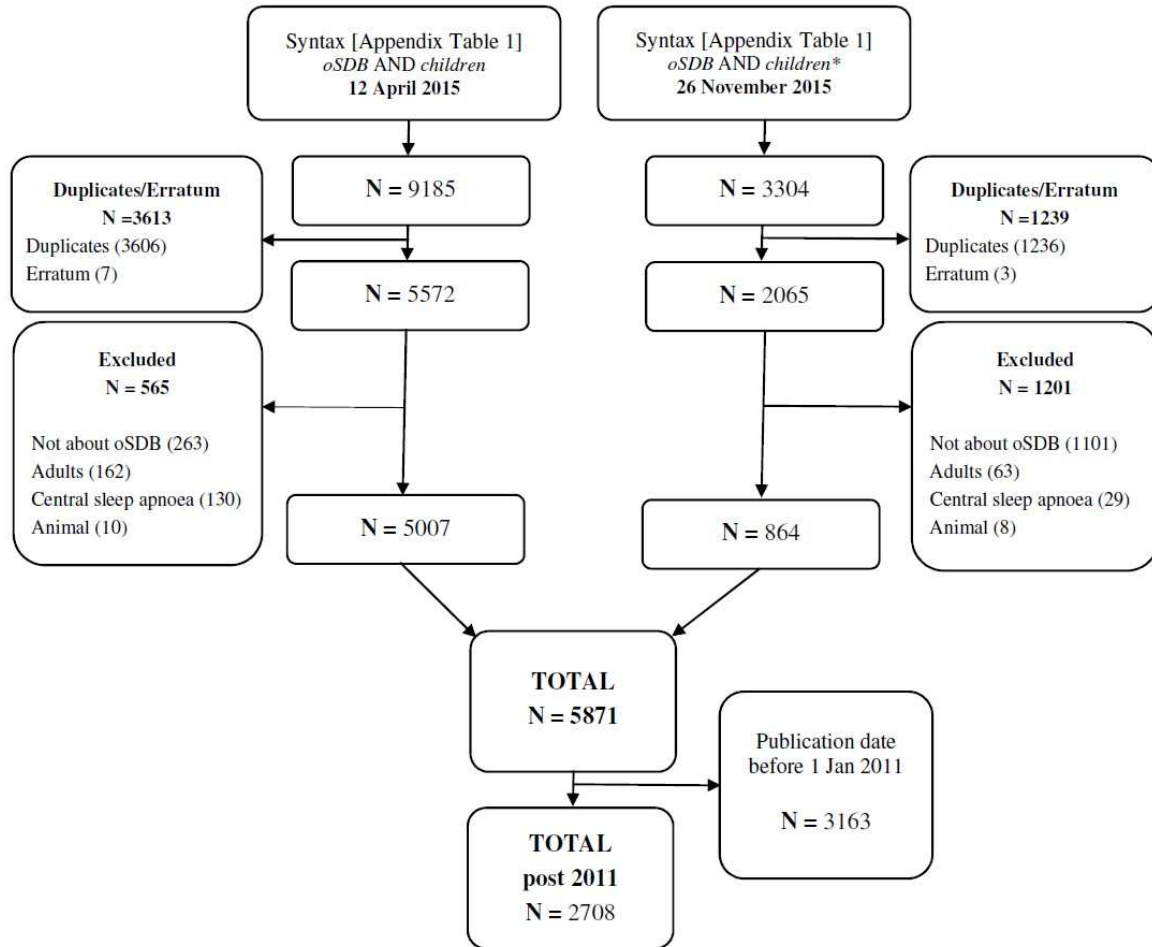 Syntax [Appendix Table 1]
oSDB AND children
12 April 2015
Syntax [Appendix Table 1]
oSDB AND children*
26 November 2015
N = 9185
N = 3304
Duplicates/Erratum
N =3613
Duplicates (3606)
Erratum (7)
Duplicates/Erratum
N =1239
Duplicates (1236)
Erratum (3)
N = 5572
N = 2065
Excluded
N = 565
Not about oSDB (263)
Adults (162)
Central sleep apnoea (130)
Animal (10)
Excluded
N = 1201
Not about oSDB (1101)
Adults (63)
Central sleep apnoea (29)
Animal (8)
N = 5007
N = 864
TOTAL
N = 5871
Publication date
before 1 Jan 2011
N = 3163
TOTAL
post 2011
N = 2708